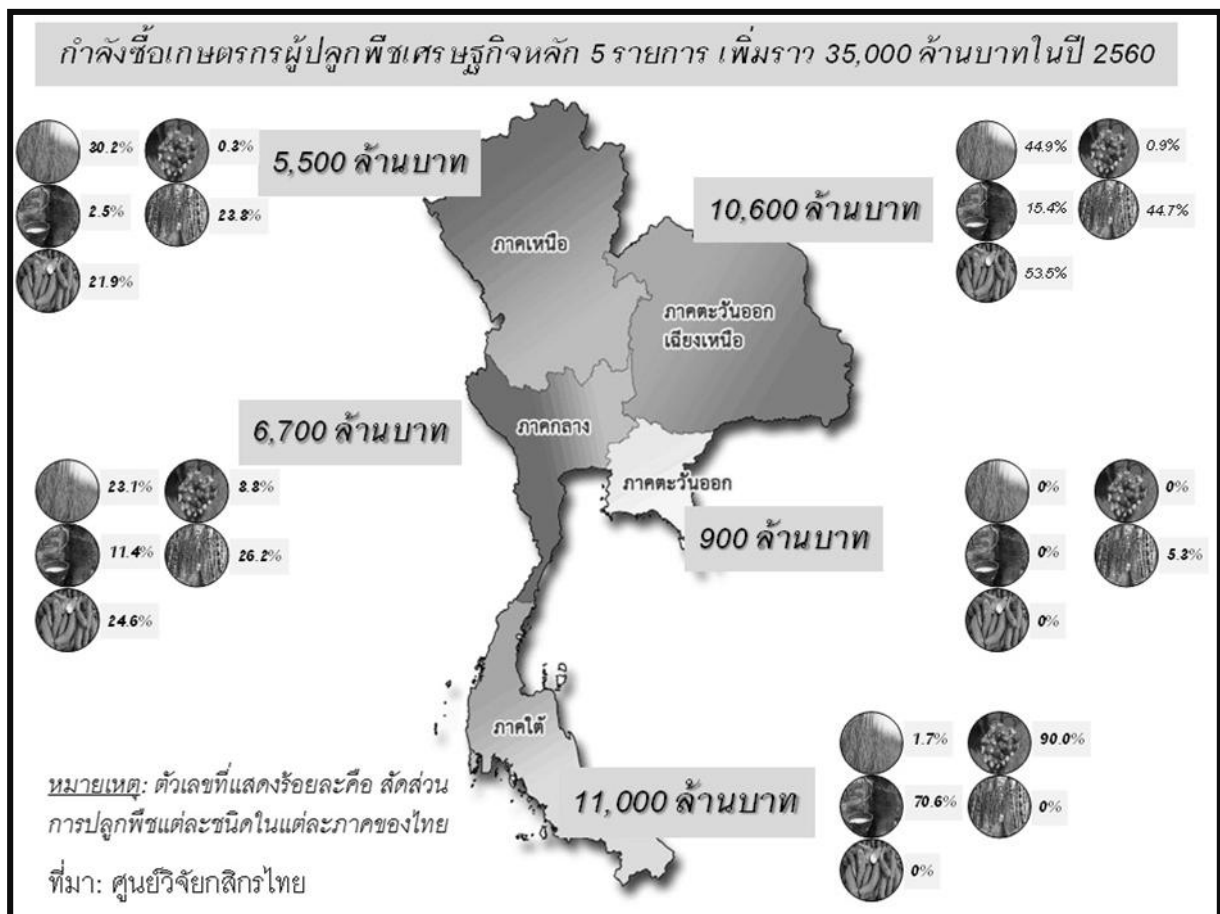 กำลังซื้อเกษตรกรผู้ปลูกพืชเศรษฐกิจหลัก 5 รายการ เพิ่มราว 35,000 ล้านบาทในปี 2560
30.2% 0.3%
2.5% 23.8%
21.9%
5,500 ล้านบาท
ภาคเหนือ
10,600 ล้านบาท
44.9% 0.9%
15.4% 44.7%
53.5%
ภาคตะวันออก
เฉียงเหนือ
6,700 ล้านบาท
ภาคกลาง
23.1% 8.8%
11.4% 26.2%
24.6%
ภาคตะวันออก
900 ล้านบาท
0% 0%
0% 5.3%
0%
ภาคใต้
11,000 ล้านบาท
1.7% 90.0%
70.6% 0%
0%
หมายเหตุ: ตัวเลขที่แสดงร้อยละคือ สัดส่วน
การปลูกพืชแต่ละชนิดในแต่ละภาคของไทย
ที่มา: ศูนย์วิจัยกสิกรไทย